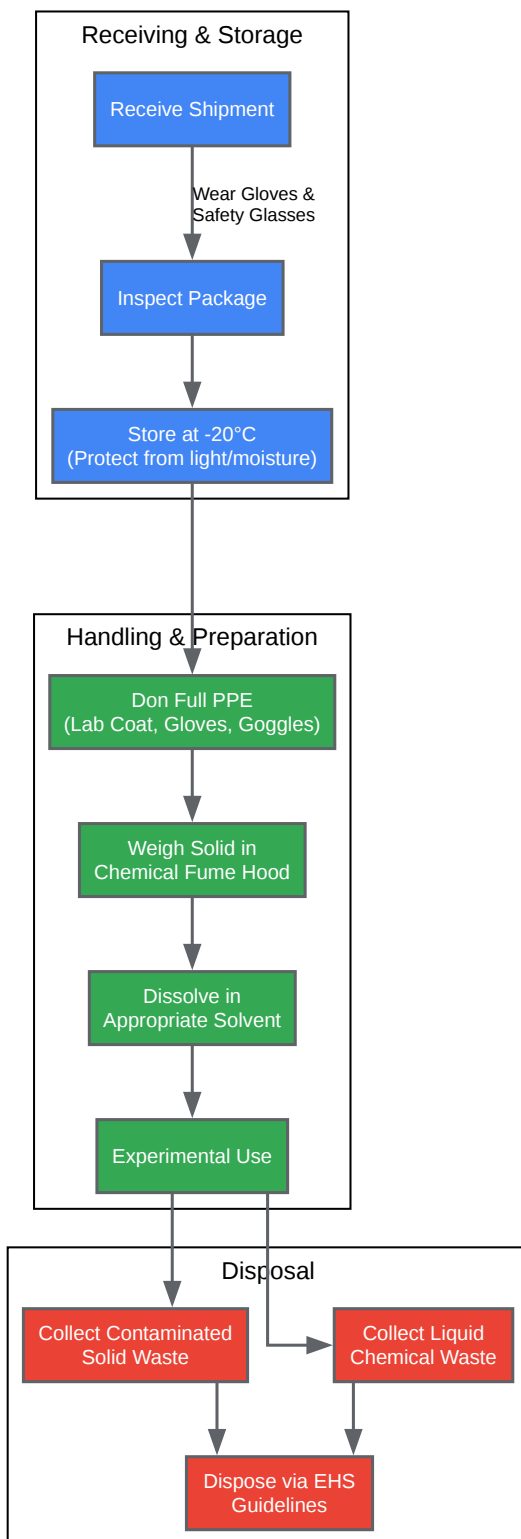 Receiving & Storage
Receive Shipment
Wear Gloves &
Safety Glasses
Inspect Package
Store at -20°C
(Protect from light/moisture)
Handling & Preparation
Don Full PPE
(Lab Coat, Gloves, Goggles)
Weigh Solid in
Chemical Fume Hood
Dissolve in
Appropriate Solvent
Experimental Use
Disposal
Collect Contaminated
Solid Waste
Collect Liquid
Chemical Waste
Dispose via EHS
Guidelines